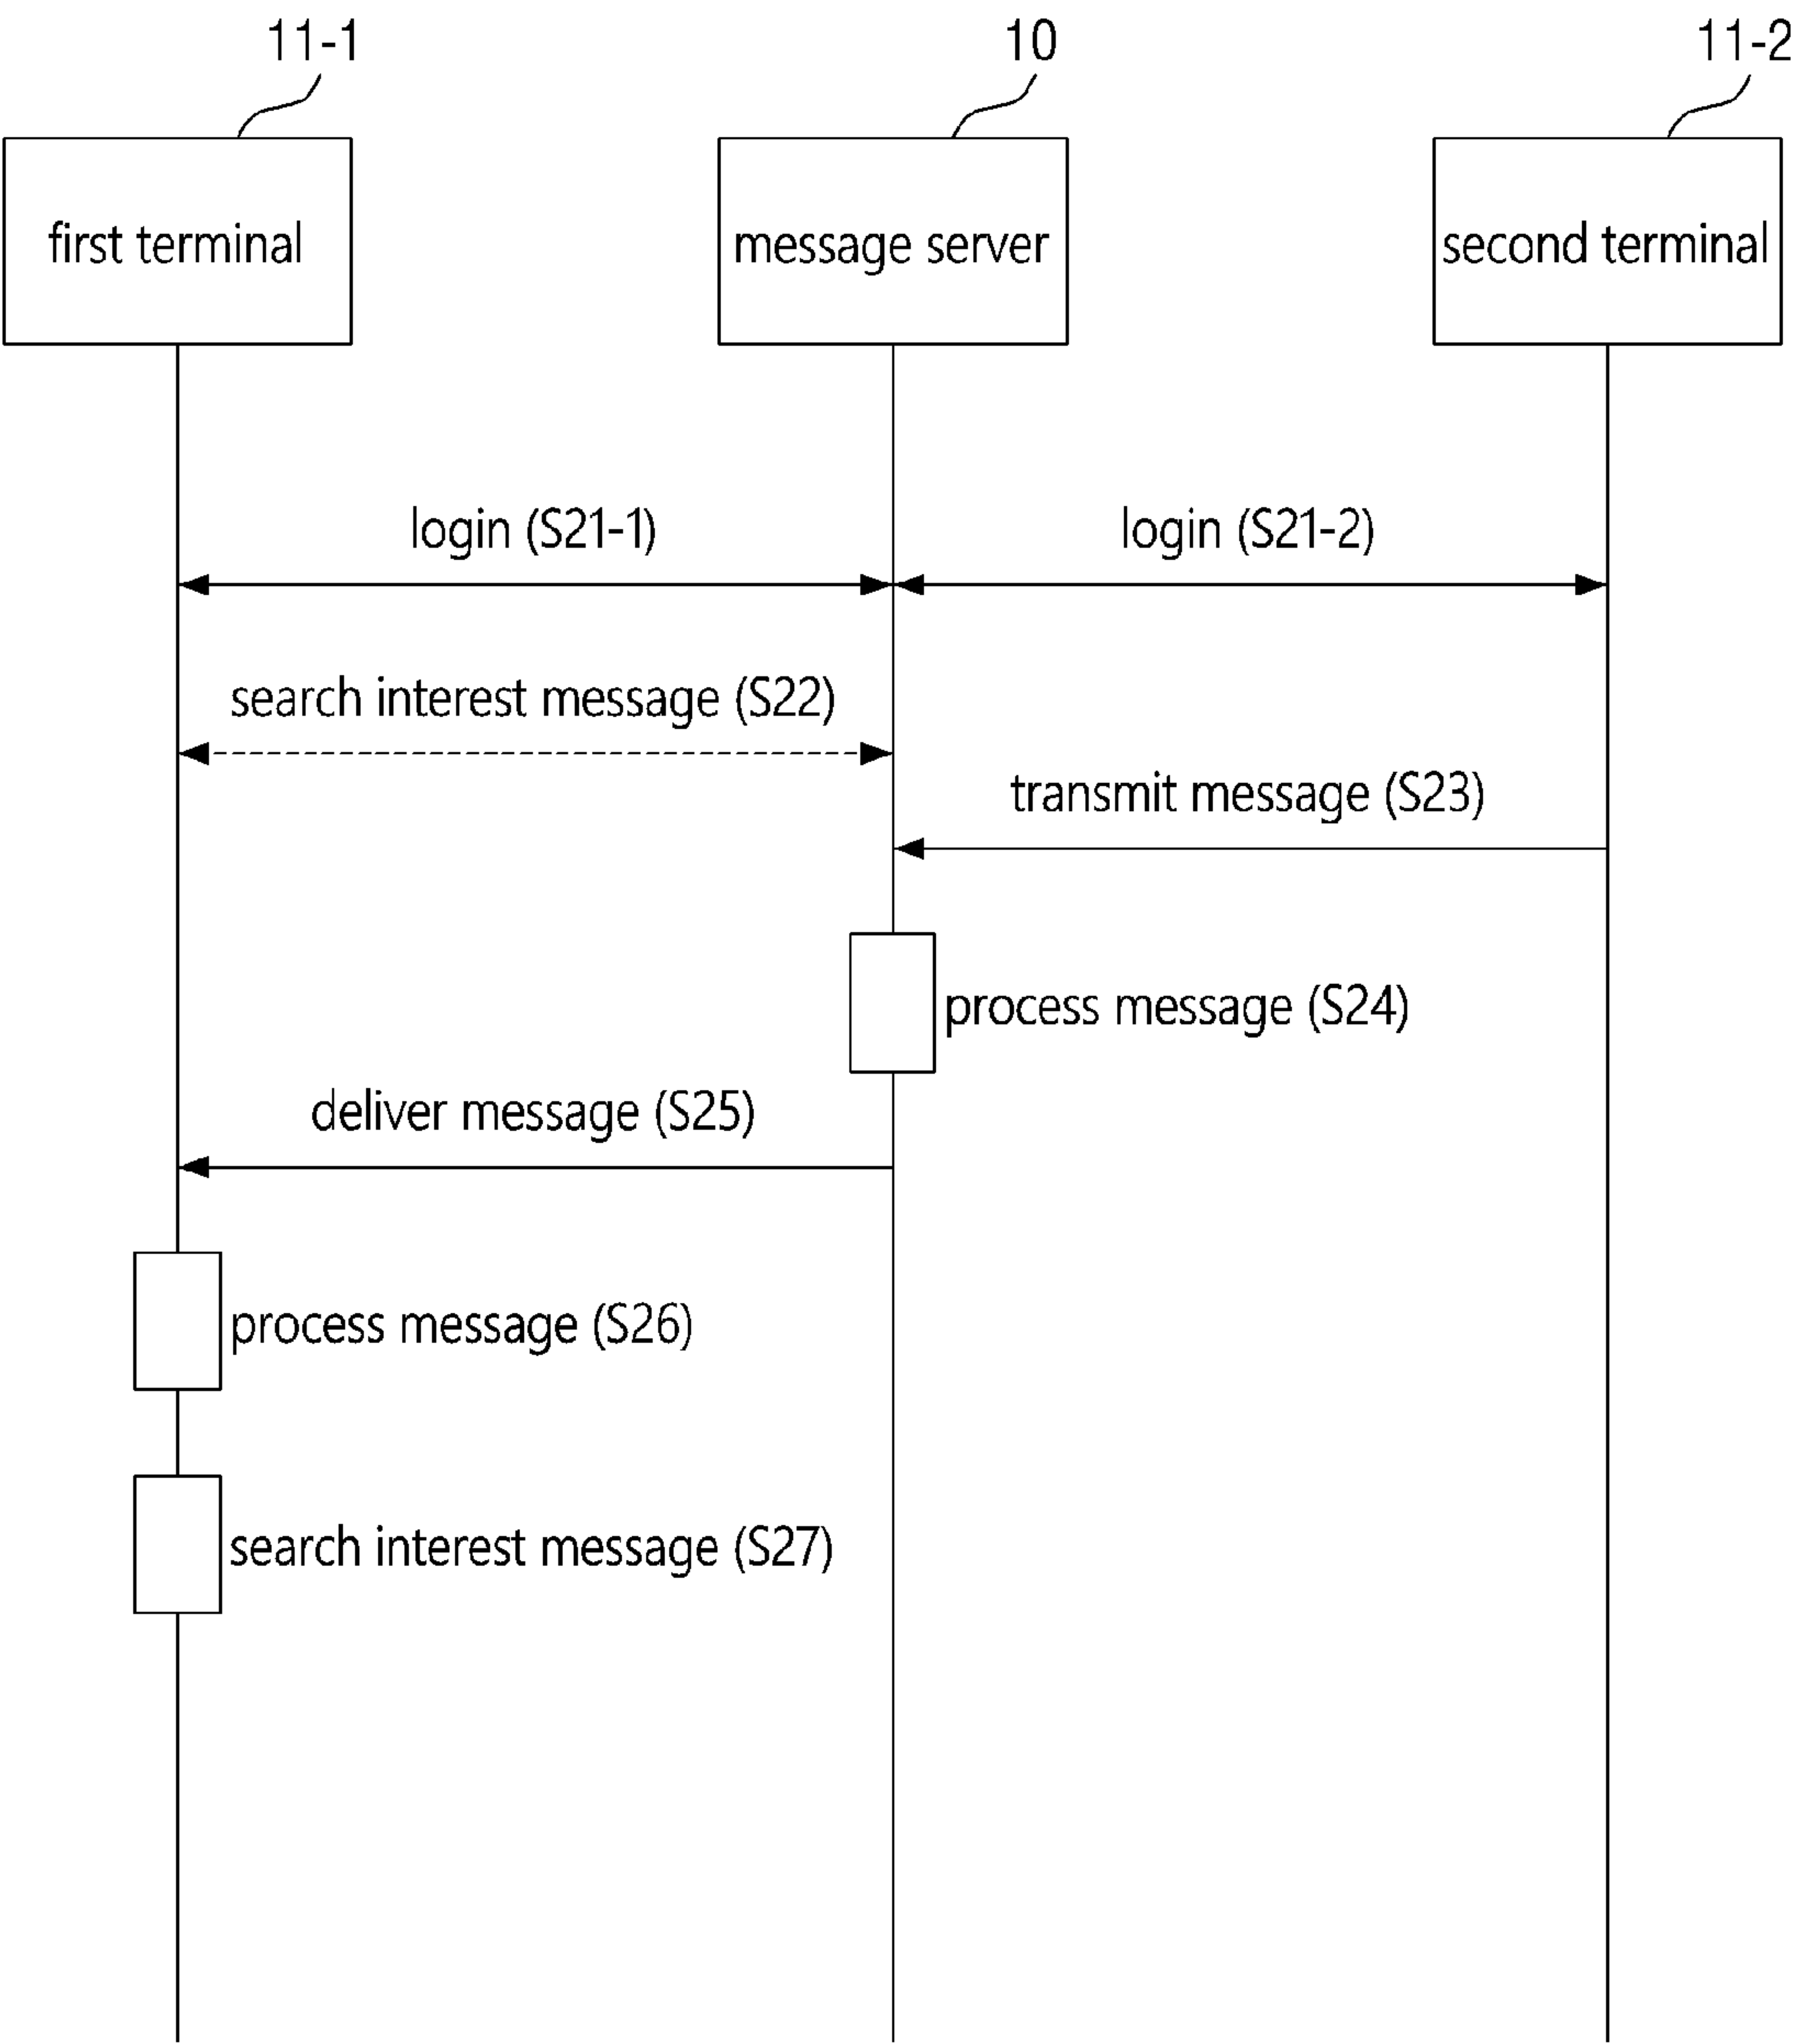 11-1
10
11-2
first terminal
message server
second terminal
login (S21-1)
login (S21-2)
search interest message (S22)
transmit message (S23)
process message (S24)
deliver message (S25)
process message (S26)
search interest message (S27)